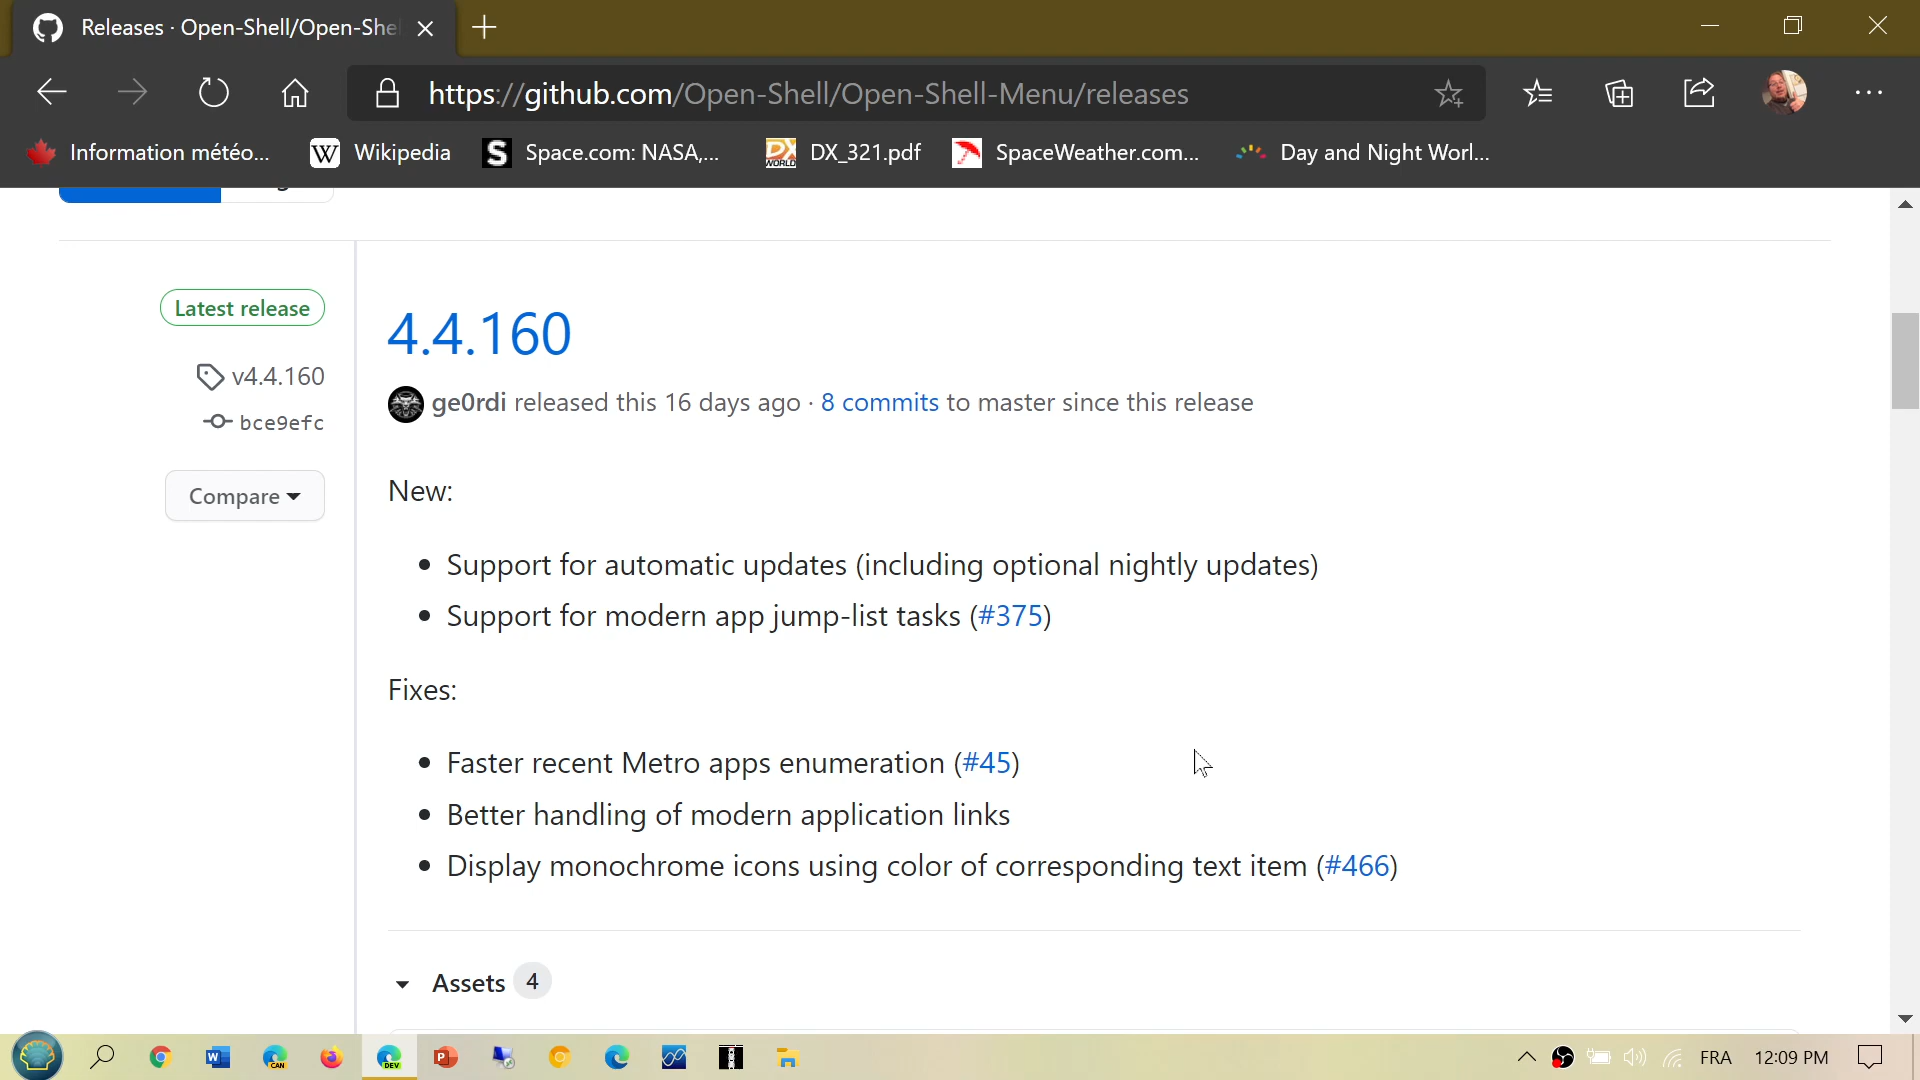 Releases · Open-Shell/Open-She
https://github.com/Open-Shell/Open-Shell-Menu/releases
Information météo... Wikipedia Space.com: NASA,... DX_321.pdf SpaceWeather.com... Day and Night Worl...
Latest release
4.4.160
v4.4.160
ge0rdi released this 16 days ago · 8 commits to master since this release
bce9efc
Compare
New:
• Support for automatic updates (including optional nightly updates)
• Support for modern app jump-list tasks (#375)
Fixes:
• Faster recent Metro apps enumeration (#45)
• Better handling of modern application links
• Display monochrome icons using color of corresponding text item (#466)
Assets 4
FRA 12:09 PM